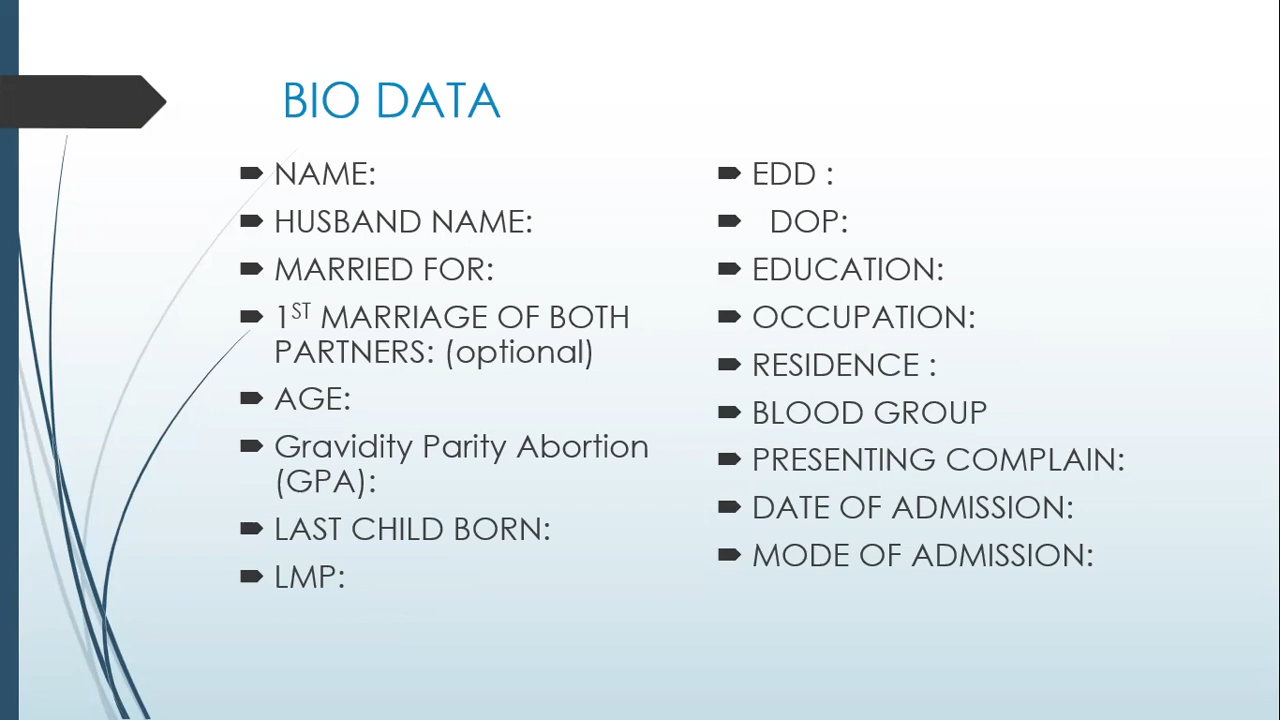 BIO DATA
NAME:
HUSBAND NAME:
MARRIED FOR:
1ST MARRIAGE OF BOTH
PARTNERS: (optional)
AGE:
Gravidity Parity Abortion
(GPA):
LAST CHILD BORN:
LMP:
EDD :
DOP:
EDUCATION:
OCCUPATION:
RESIDENCE :
BLOOD GROUP
PRESENTING COMPLAIN:
DATE OF ADMISSION:
MODE OF ADMISSION: